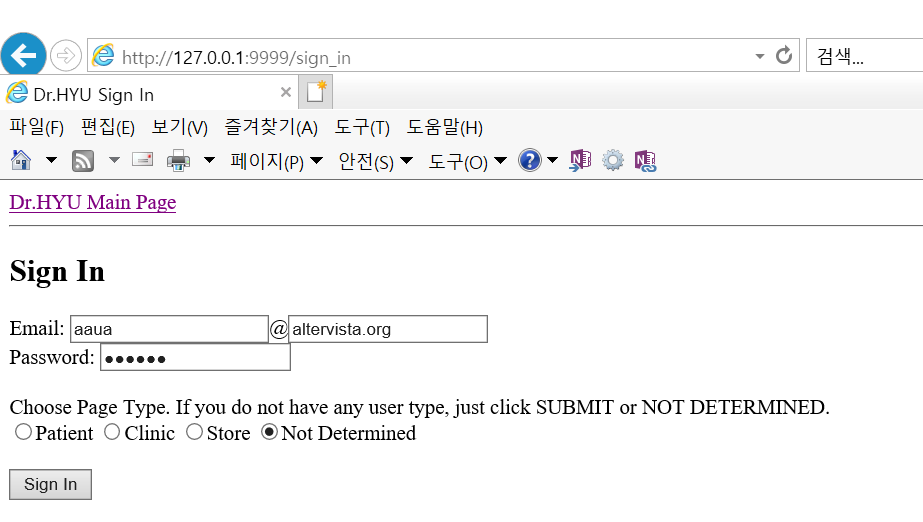 http://127.0.0.1:9999/sign_in
검색...
Dr.HYU Sign In
파일(F) 편집(E) 보기(V) 즐겨찾기(A) 도구(T) 도움말(H)
페이지(P) 안전(S) 도구(O)
Dr.HYU Main Page
Sign In
Email: aaua@altervista.org
Password: ●●●●●●
Choose Page Type. If you do not have any user type, just click SUBMIT or NOT DETERMINED.
Patient Clinic Store Not Determined
Sign In